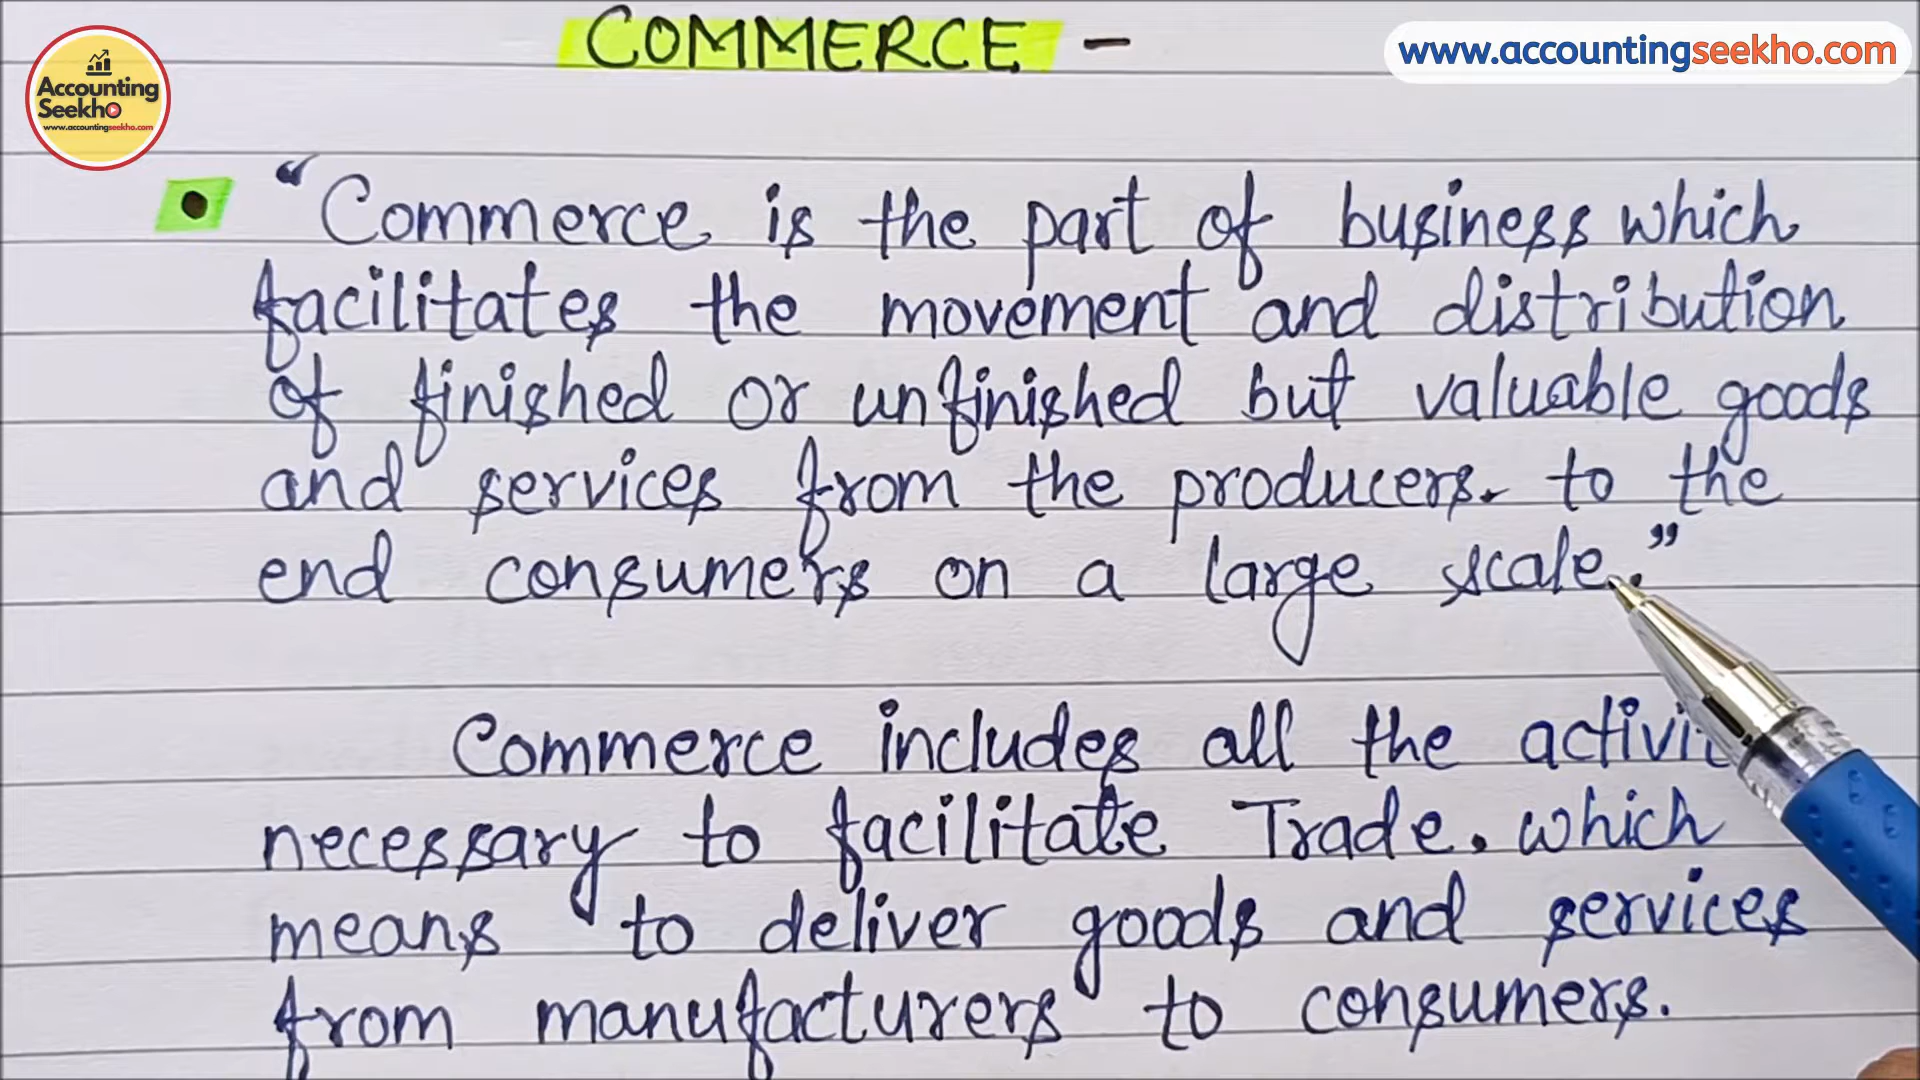 COMMERCE -
www.accountingseekho.com
Accounting
Seekho
www.accountingseekho.com
“Commerce is the part of business which
facilitates the movement and distribution
of finished or unfinished but valuable goods
and services from the producers. to the
end consumers on a large scale.”
Commerce includes all the
necessary to facilitate Trade. which
means to deliver goods and services
from manufacturers to consumers.